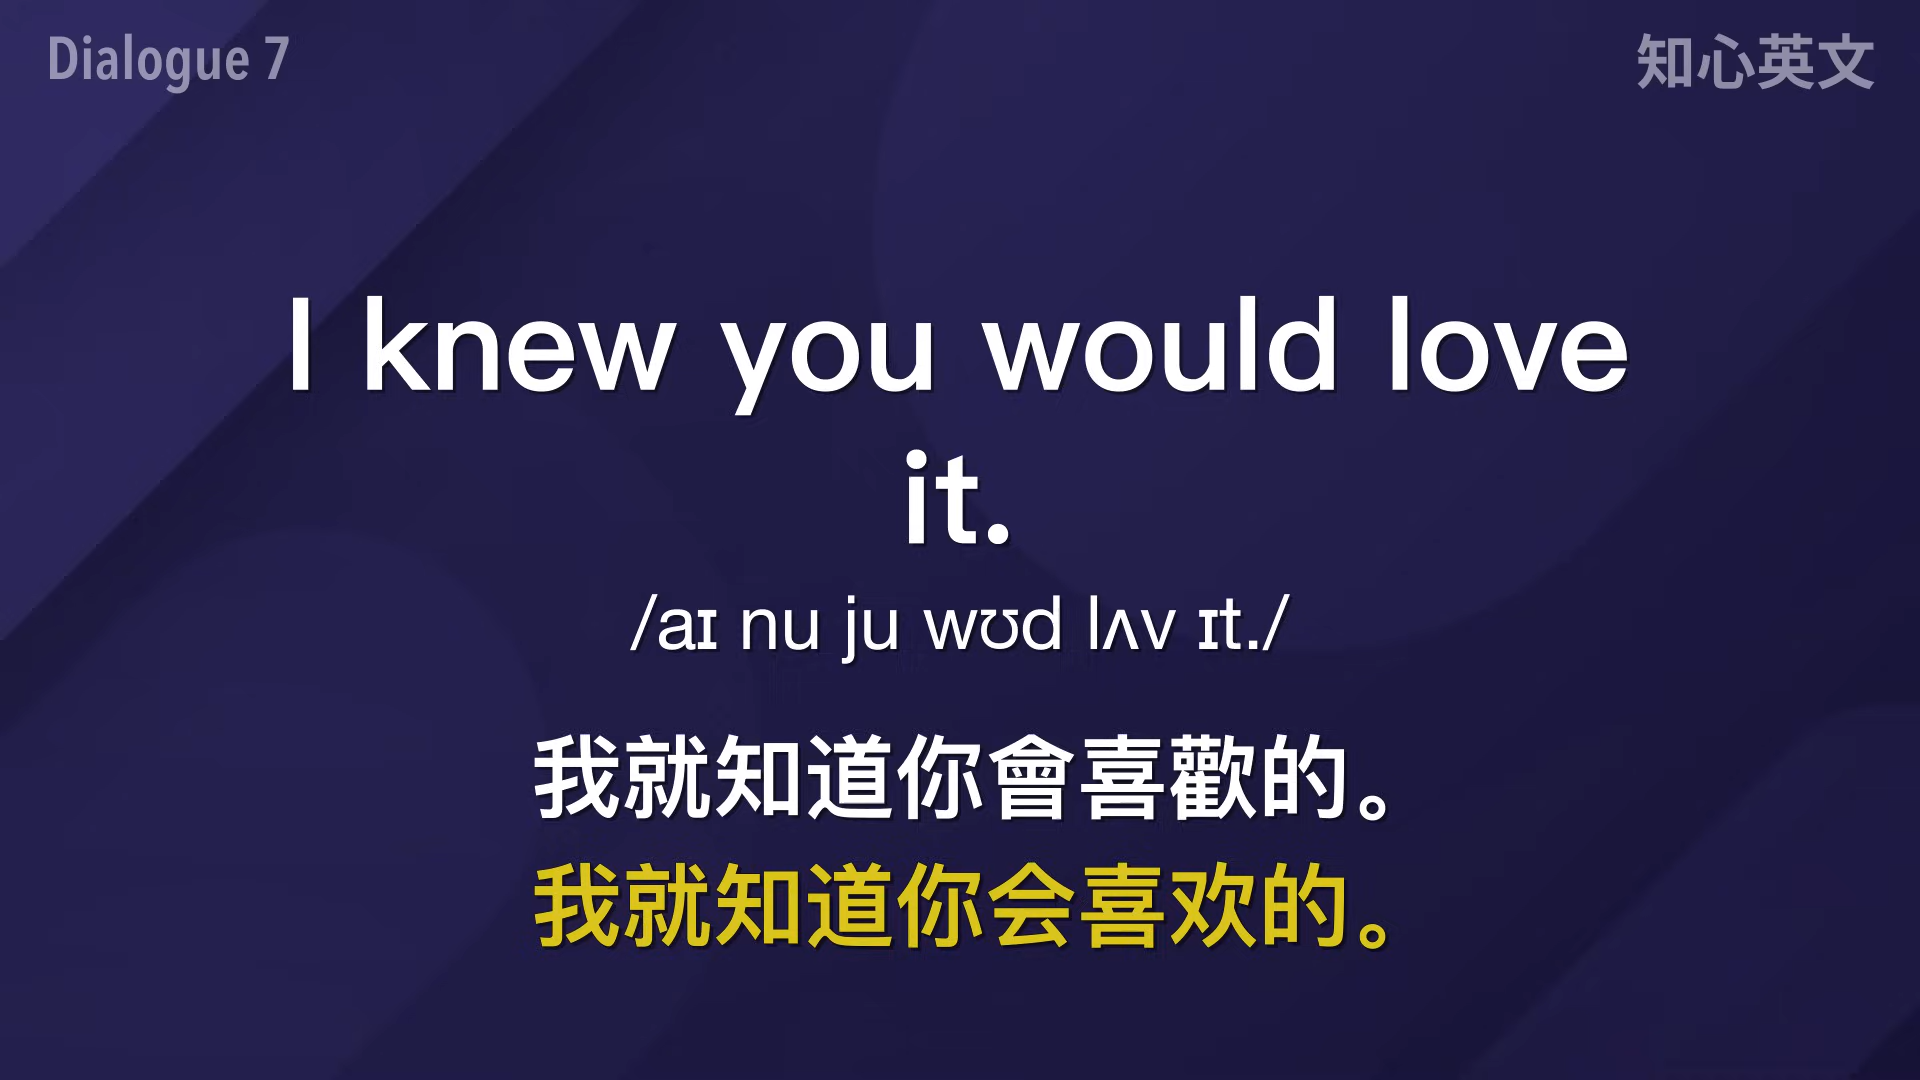 Dialogue 7
知心英文
I knew you would love
it.
/aɪ nu ju wʊd lʌv ɪt./
我就知道你會喜歡的。
我就知道你会喜欢的。